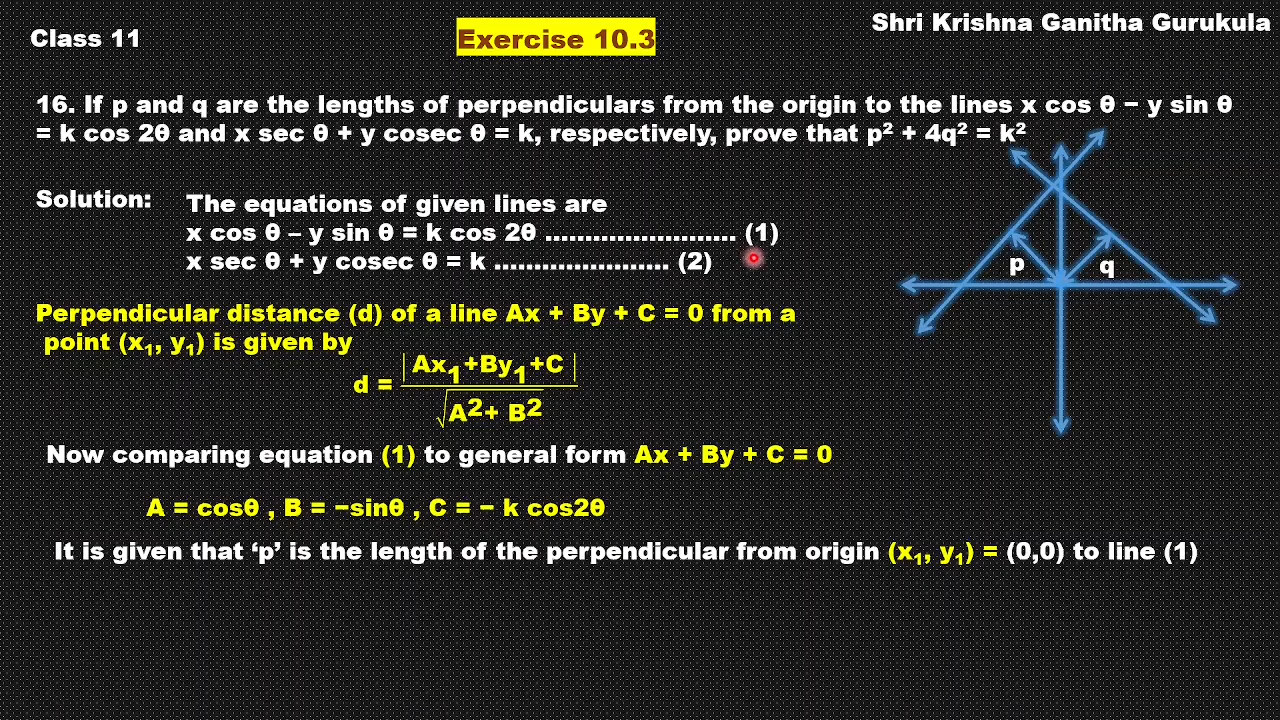 Class 11
Exercise 10.3
Shri Krishna Ganitha Gurukula
16. If p and q are the lengths of perpendiculars from the origin to the lines x cos θ − y sin θ
= k cos 2θ and x sec θ + y cosec θ = k, respectively, prove that p² + 4q² = k²
Solution:
The equations of given lines are
x cos θ – y sin θ = k cos 2θ ........................ (1)
x sec θ + y cosec θ = k ...................... (2)
p
q
Perpendicular distance (d) of a line Ax + By + C = 0 from a
point (x₁, y₁) is given by
d = | Ax₁+By₁+C | / √A²+ B²
Now comparing equation (1) to general form Ax + By + C = 0
A = cosθ , B = −sinθ , C = − k cos2θ
It is given that ‘p’ is the length of the perpendicular from origin (x₁, y₁) = (0,0) to line (1)